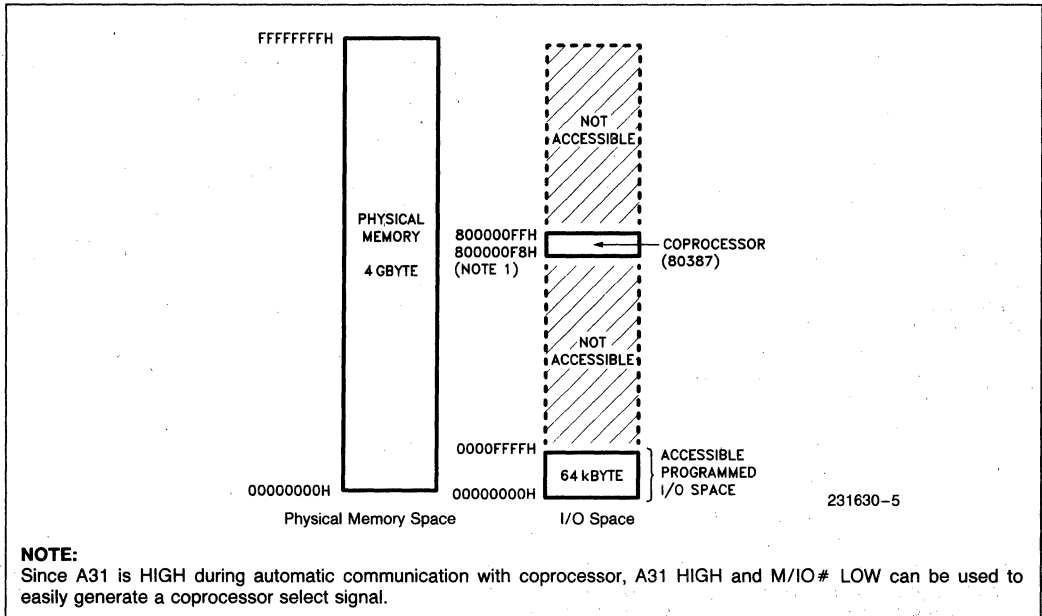 FFFFFFFFH
PHYSICAL
MEMORY
4 GBYTE
00000000H
Physical Memory Space
NOT
ACCESSIBLE
800000FFH
800000F8H
(NOTE 1)
COPROCESSOR
(80387)
NOT
ACCESSIBLE
0000FFFFH
64 kBYTE
00000000H
ACCESSIBLE
PROGRAMMED
I/O SPACE
I/O Space
231630-5
NOTE:
Since A31 is HIGH during automatic communication with coprocessor, A31 HIGH and M/IO# LOW can be used to
easily generate a coprocessor select signal.